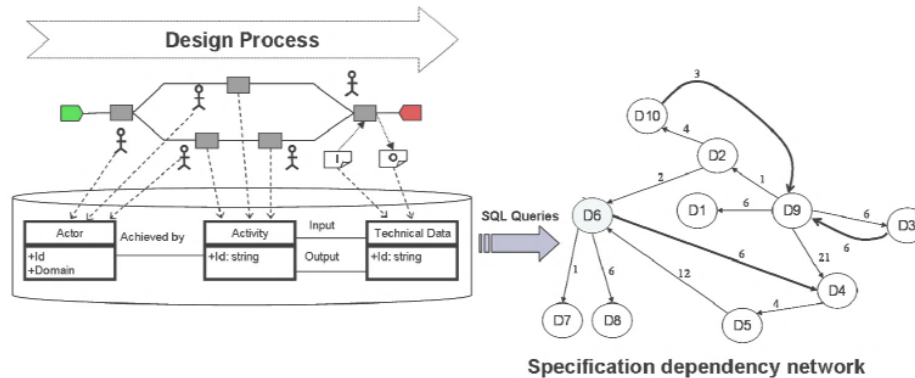 Design Process
I
O
Actor
+Id
+Domain
Achieved by
Activity
+Id: string
Input
Output
Technical Data
+Id: string
SQL Queries
3
D10
4
D2
2
1
D6
D1
6
D9
6
D3
6
6
21
12
D4
4
1
6
D7
D8
D5
Specification dependency network